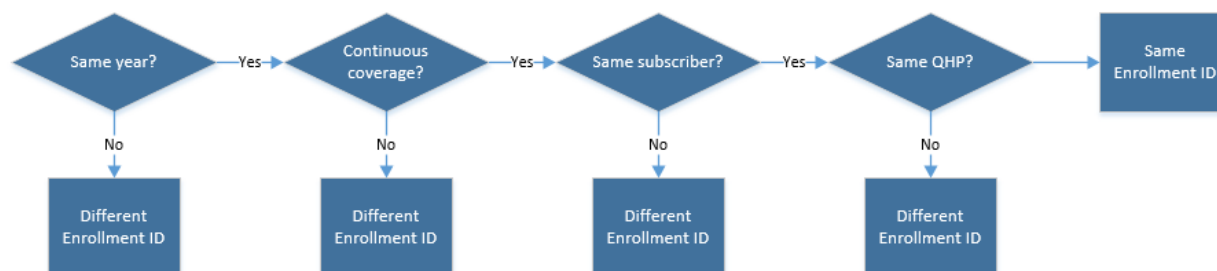 Same year?
Yes
Continuous
coverage?
Yes
Same subscriber?
Yes
Same QHP?
Same
Enrollment ID
No
No
No
No
Different
Enrollment ID
Different
Enrollment ID
Different
Enrollment ID
Different
Enrollment ID